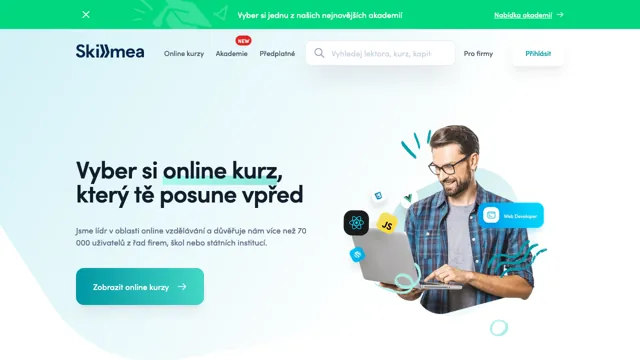 Vyber si jednu z našich nejnovějších akademií
Nabídka akademií
Skillmea
Online kurzy
Akademie
NEW
Předplatné
Vyhledej lektora, kurz, kapit
Pro firmy
Přihlásit
Vyber si online kurz,
který tě posune vpřed
Jsme lídr v oblasti online vzdělávání a důvěřuje nám více než 70
000 uživatelů z řad firem, škol nebo státních institucí.
Zobrazit online kurzy
JS
Web Developer